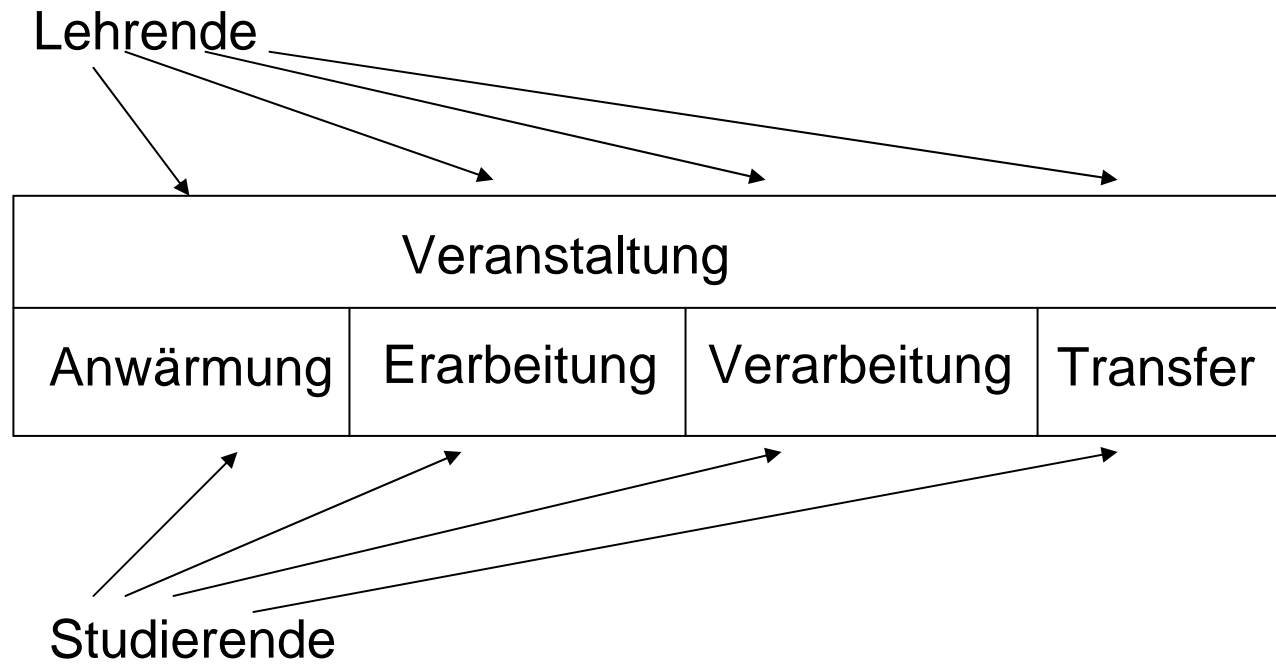 Lehrende
Veranstaltung
Anwärmung Erarbeitung Verarbeitung Transfer
Studierende